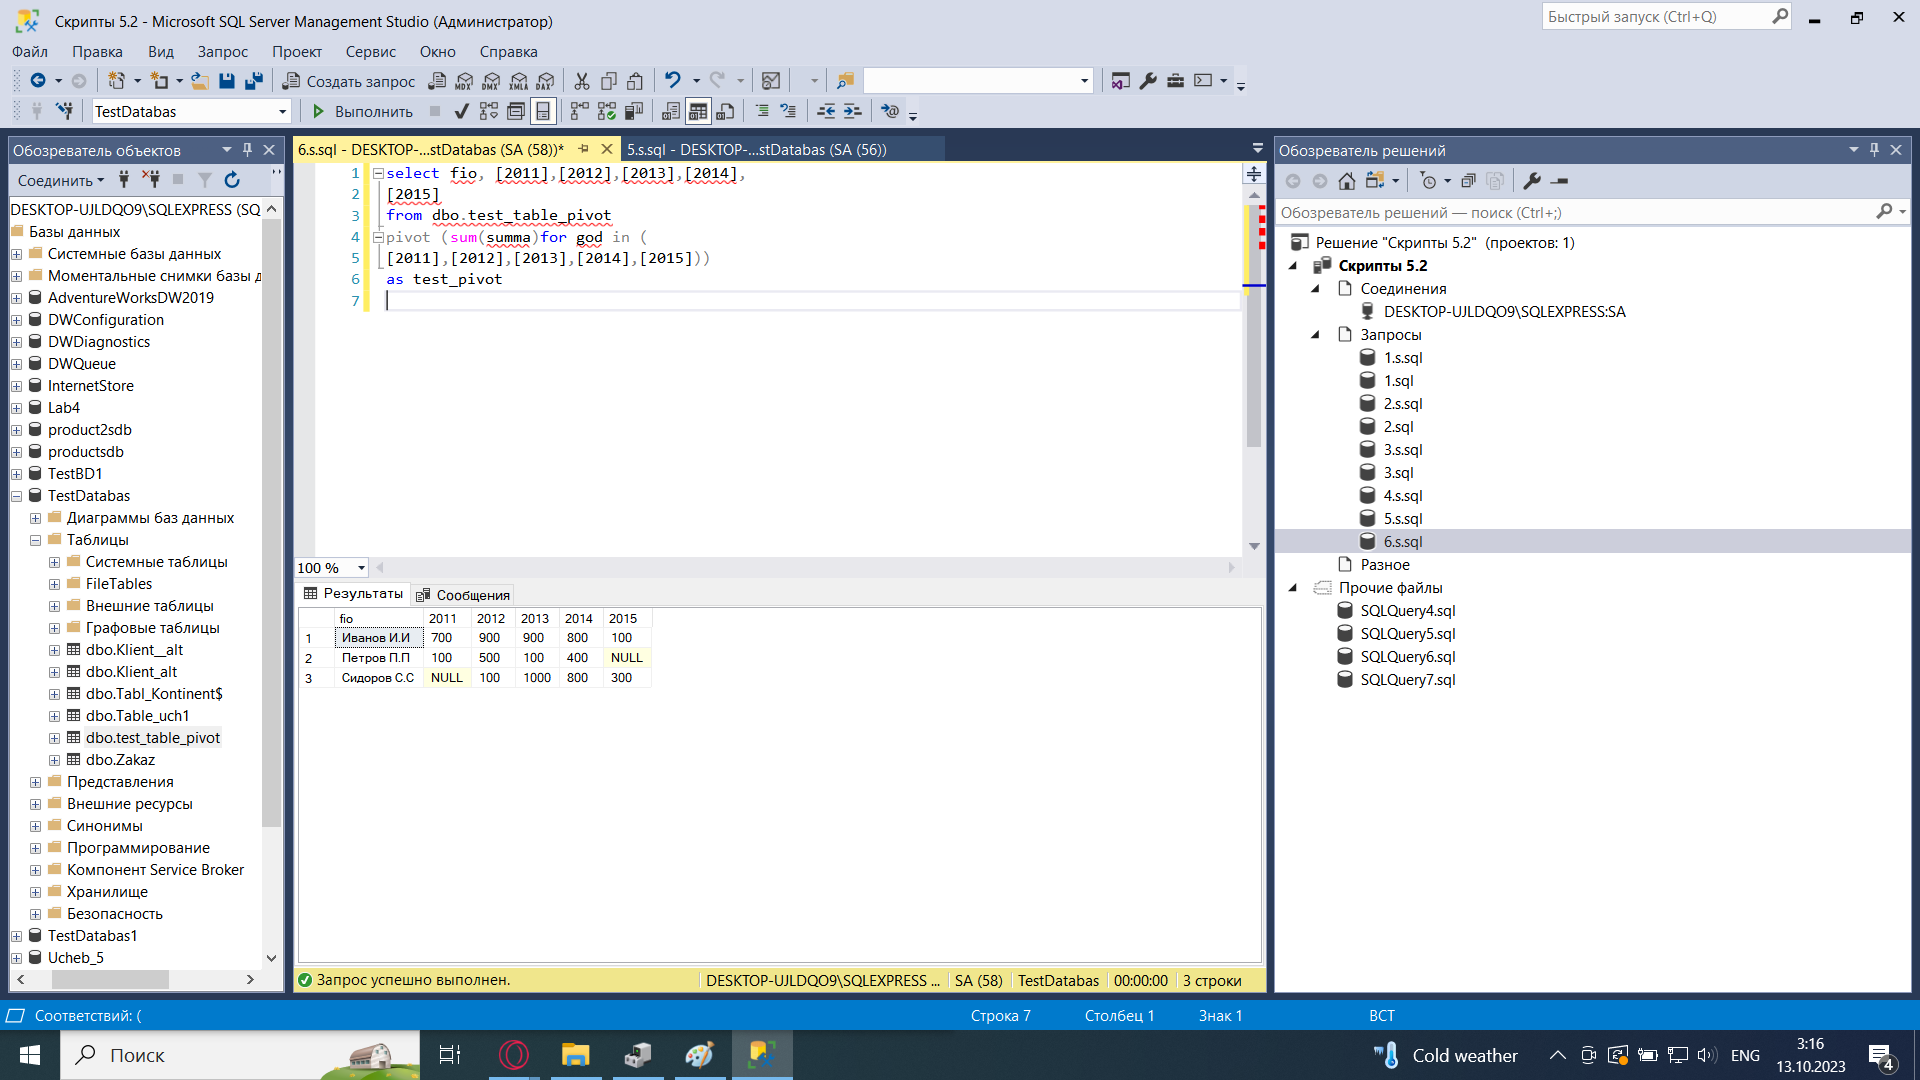 Скрипты 5.2 - Microsoft SQL Server Management Studio (Администратор)
Быстрый запуск (Ctrl+Q)
Файл Правка Вид Запрос Проект Сервис Окно Справка
Создать запрос MDX DMX XMLA DAX
TestDatabas Выполнить
Обозреватель объектов
Соединить
DESKTOP-UJLDQO9\SQLEXPRESS (SQ
Базы данных
Системные базы данных
Моментальные снимки базы д
AdventureWorksDW2019
DWConfiguration
DWDiagnostics
DWQueue
InternetStore
Lab4
product2sdb
productsdb
TestBD1
TestDatabas
Диаграммы баз данных
Таблицы
Системные таблицы
FileTables
Внешние таблицы
Графовые таблицы
dbo.Klient__alt
dbo.Klient_alt
dbo.Tabl_Kontinent$
dbo.Table_uch1
dbo.test_table_pivot
dbo.Zakaz
Представления
Внешние ресурсы
Синонимы
Программирование
Компонент Service Broker
Хранилище
Безопасность
TestDatabas1
Ucheb_5
6.s.sql - DESKTOP-...stDatabas (SA (58))*
5.s.sql - DESKTOP-...stDatabas (SA (56))
1 select fio, [2011],[2012],[2013],[2014],
2 [2015]
3 from dbo.test_table_pivot
4 pivot (sum(summa)for god in (
5 [2011],[2012],[2013],[2014],[2015]))
6 as test_pivot
7
100 %
Результаты Сообщения
fio 2011 2012 2013 2014 2015
1 Иванов И.И 700 900 900 800 100
2 Петров П.П 100 500 100 400 NULL
3 Сидоров С.С NULL 100 1000 800 300
Запрос успешно выполнен. DESKTOP-UJLDQO9\SQLEXPRESS ... SA (58) TestDatabas 00:00:00 3 строки
Обозреватель решений
Обозреватель решений — поиск (Ctrl+;)
Решение "Скрипты 5.2" (проектов: 1)
Скрипты 5.2
Соединения
DESKTOP-UJLDQO9\SQLEXPRESS:SA
Запросы
1.s.sql
1.sql
2.s.sql
2.sql
3.s.sql
3.sql
4.s.sql
5.s.sql
6.s.sql
Разное
Прочие файлы
SQLQuery4.sql
SQLQuery5.sql
SQLQuery6.sql
SQLQuery7.sql
Соответствий: ( Строка 7 Столбец 1 Знак 1 ВСТ
Поиск
Cold weather
ENG
3:16
13.10.2023
4